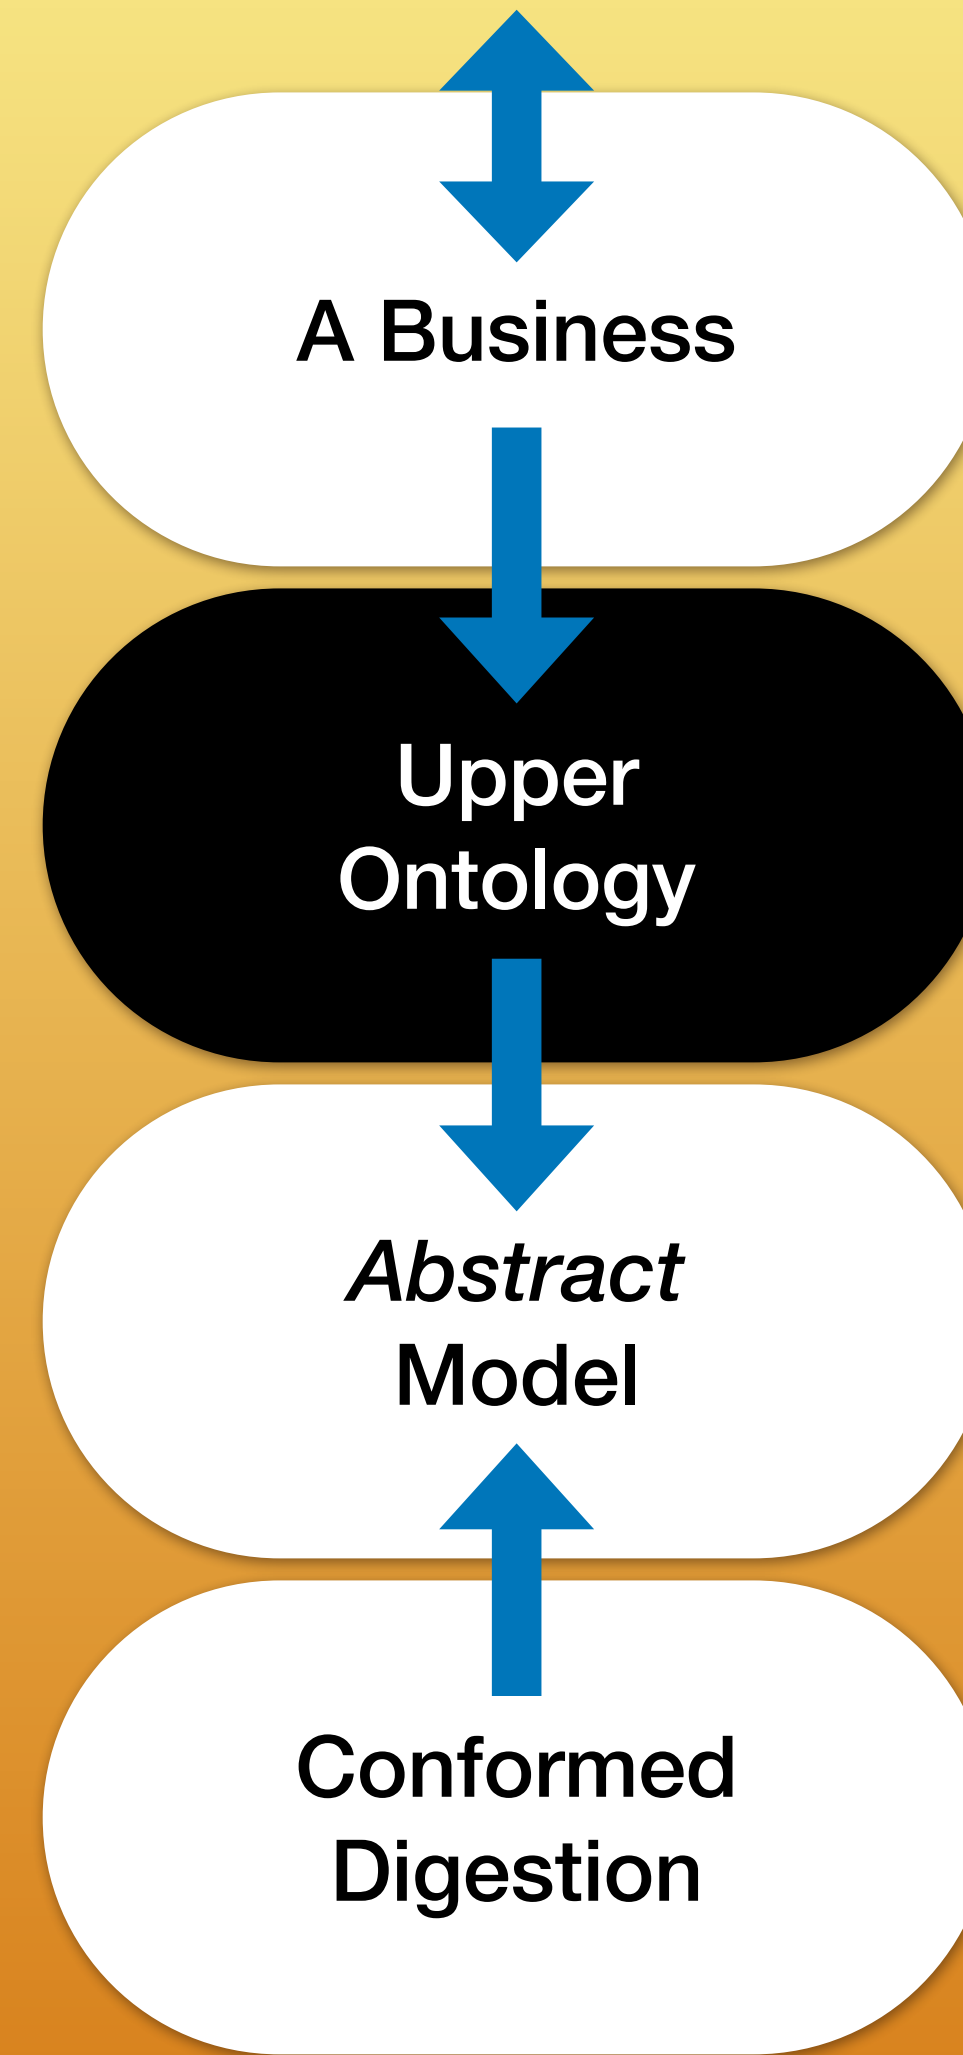 A Business
Upper
Ontology
Abstract
Model
Conformed
Digestion